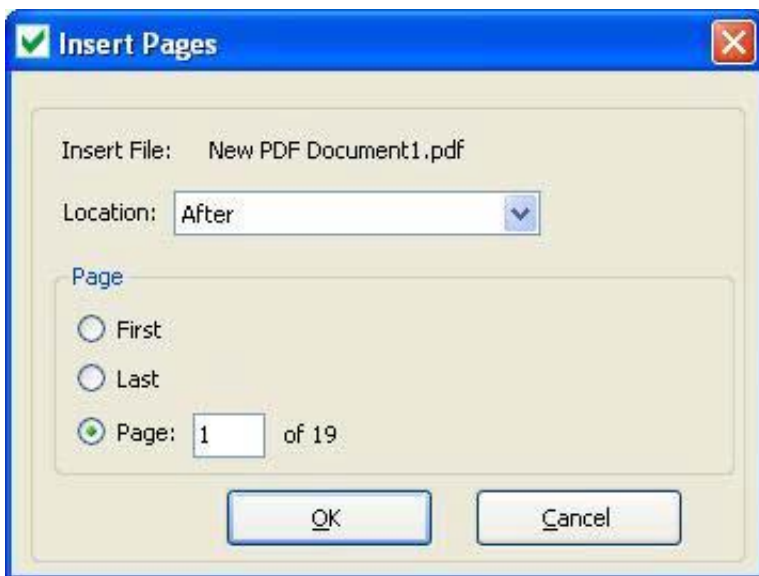 Insert Pages
Insert File: New PDF Document1.pdf
Location: After
Page
First
Last
Page: 1 of 19
OK Cancel